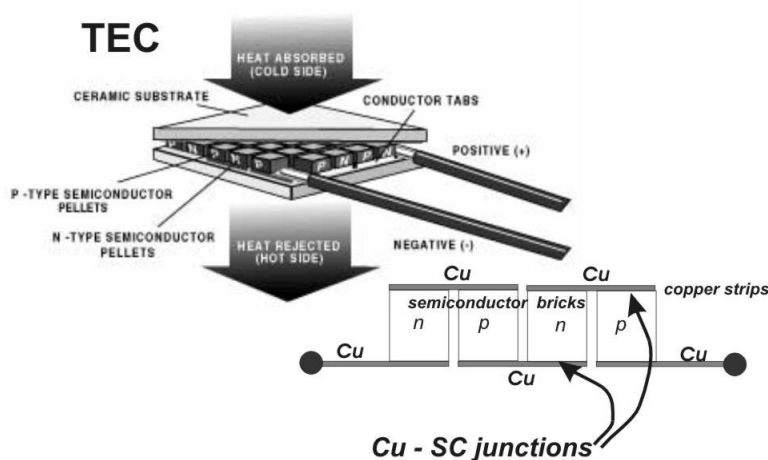 TEC
HEAT ABSORBED
(COLD SIDE)
CERAMIC SUBSTRATE
CONDUCTOR TABS
POSITIVE (+)
P N P N P P N P N
P -TYPE SEMICONDUCTOR
PELLETS
N -TYPE SEMICONDUCTOR
PELLETS
HEAT REJECTED
(HOT SIDE)
NEGATIVE (-)
Cu Cu
copper strips
semiconductor bricks
n p n p
Cu Cu Cu
Cu - SC junctions